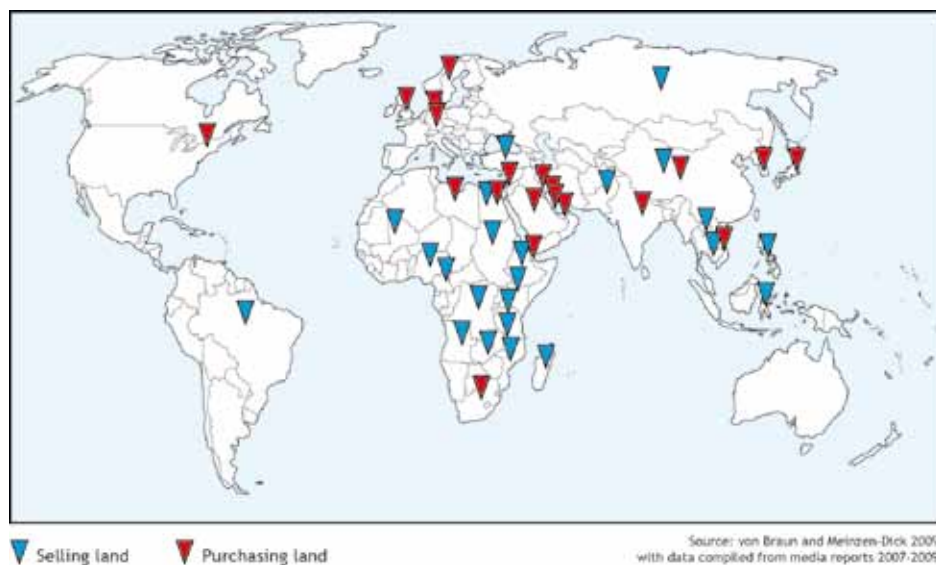 Selling land
Purchasing land
Source: von Braun and Meinzen-Dick 2009
with data compiled from media reports 2007-2009